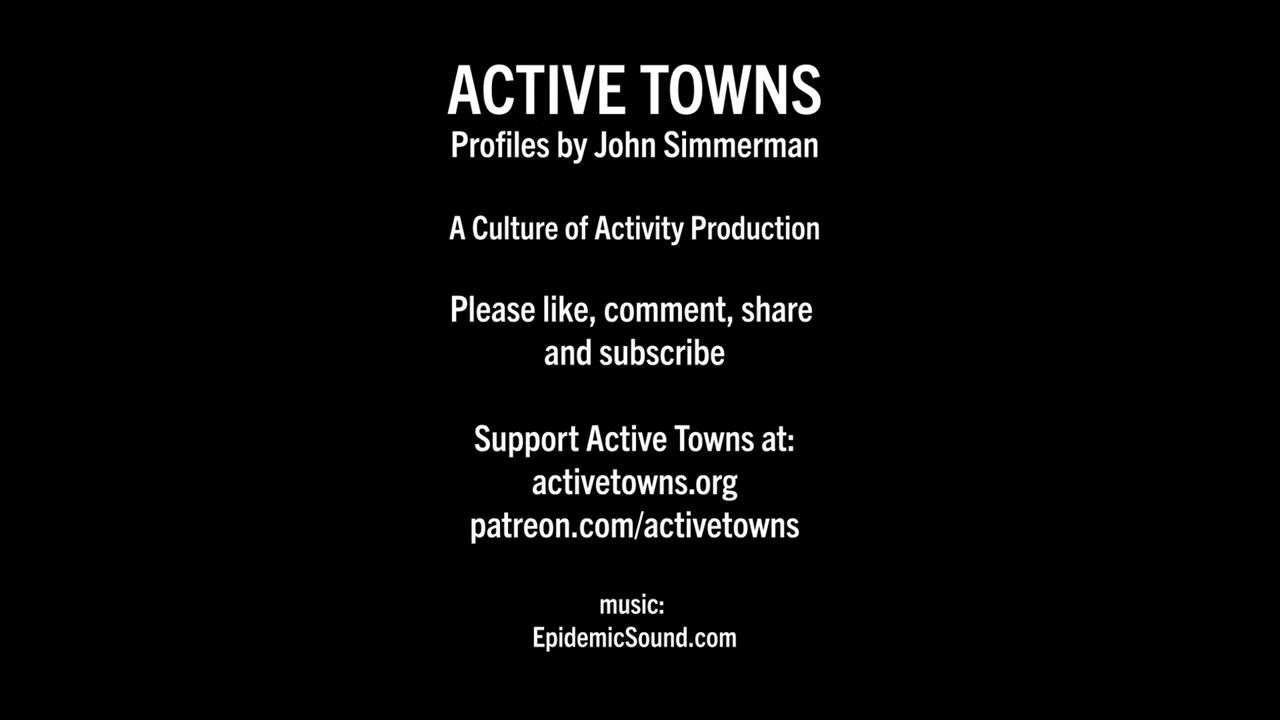 ACTIVE TOWNS
Profiles by John Simmerman
A Culture of Activity Production
Please like, comment, share
and subscribe
Support Active Towns at:
activetowns.org
patreon.com/activetowns
music:
EpidemicSound.com